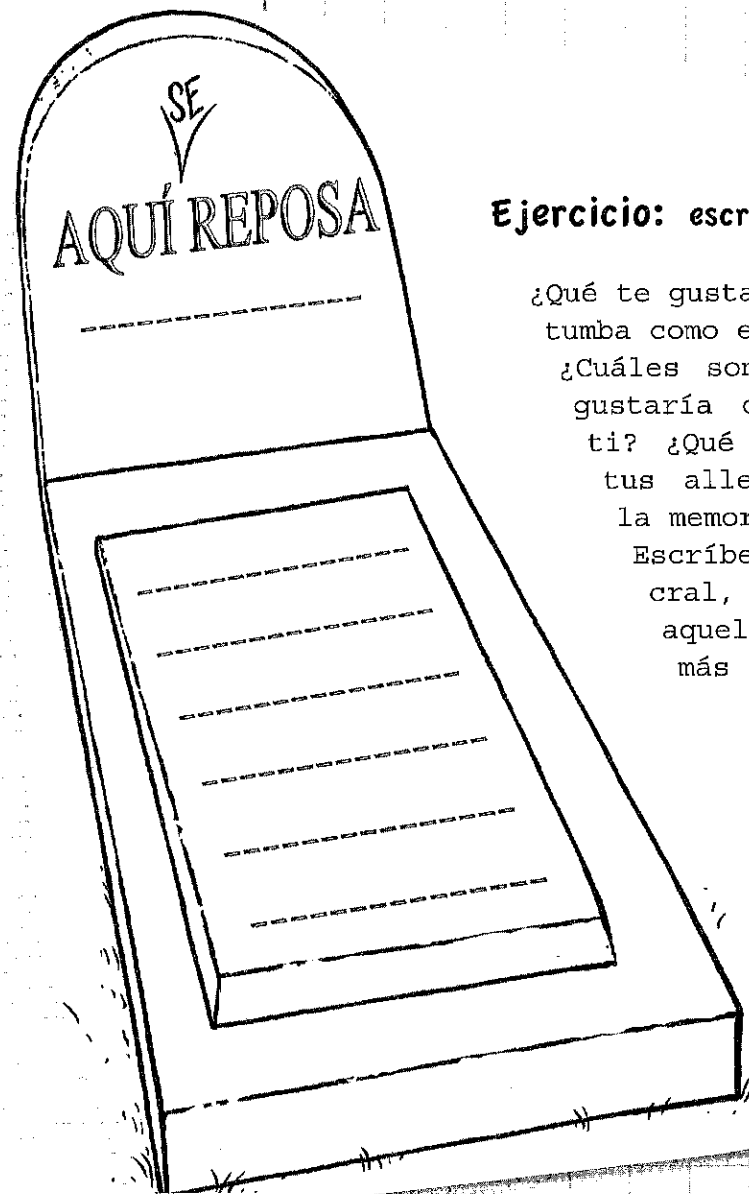 SE
AQUÍ REPOSA
Ejercicio: escr
¿Qué te gusta
tumba como e
¿Cuáles son
gustaría
ti? ¿Qué
tus alle
la memor
Escríbe
cral,
aquel
más